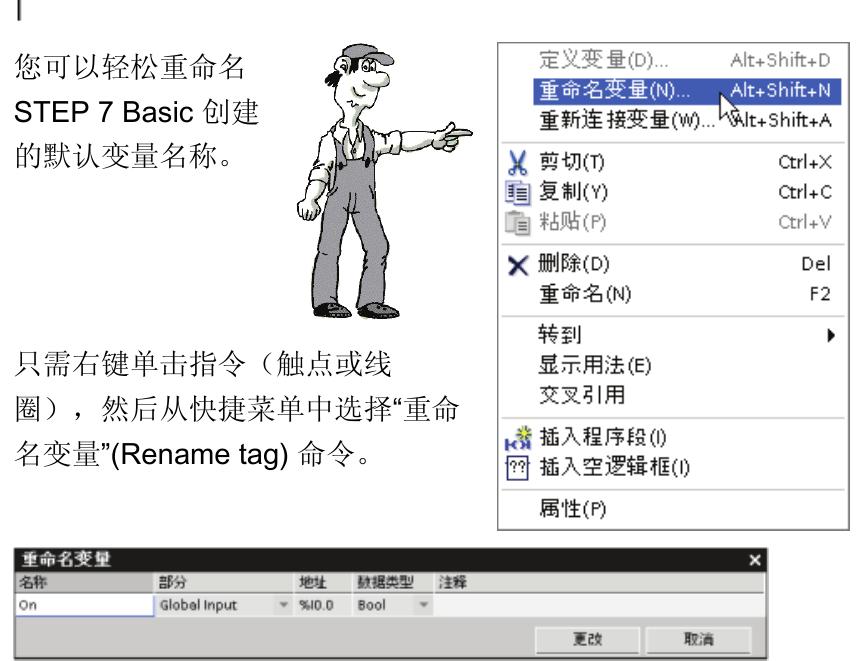 您可以轻松重命名
STEP 7 Basic 创建
的默认变量名称。
定义变量(D)... Alt+Shift+D
重命名变量(N)... Alt+Shift+N
重新连接变量(W)... Alt+Shift+A
剪切(T) Ctrl+X
复制(Y) Ctrl+C
粘贴(P) Ctrl+V
删除(D) Del
重命名(N) F2
转到
显示用法(E)
交叉引用
插入程序段(I)
插入空逻辑框(I)
属性(P)
只需右键单击指令（触点或线
圈），然后从快捷菜单中选择“重命
名变量”(Rename tag) 命令。
重命名变量
名称 部分 地址 数据类型 注释
On Global Input %I0.0 Bool
更改 取消